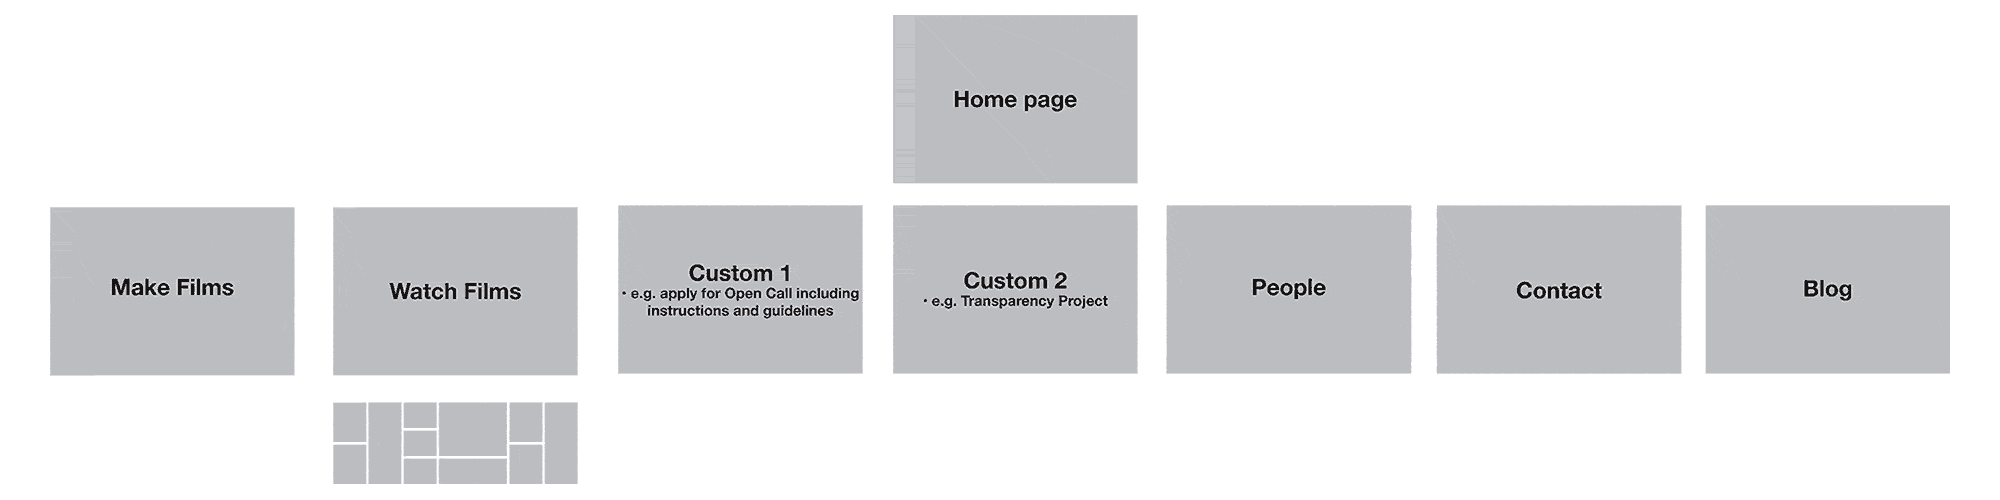 Home page
Make Films
Watch Films
Custom 1
• e.g. apply for Open Call including
instructions and guidelines
Custom 2
• e.g. Transparency Project
People
Contact
Blog